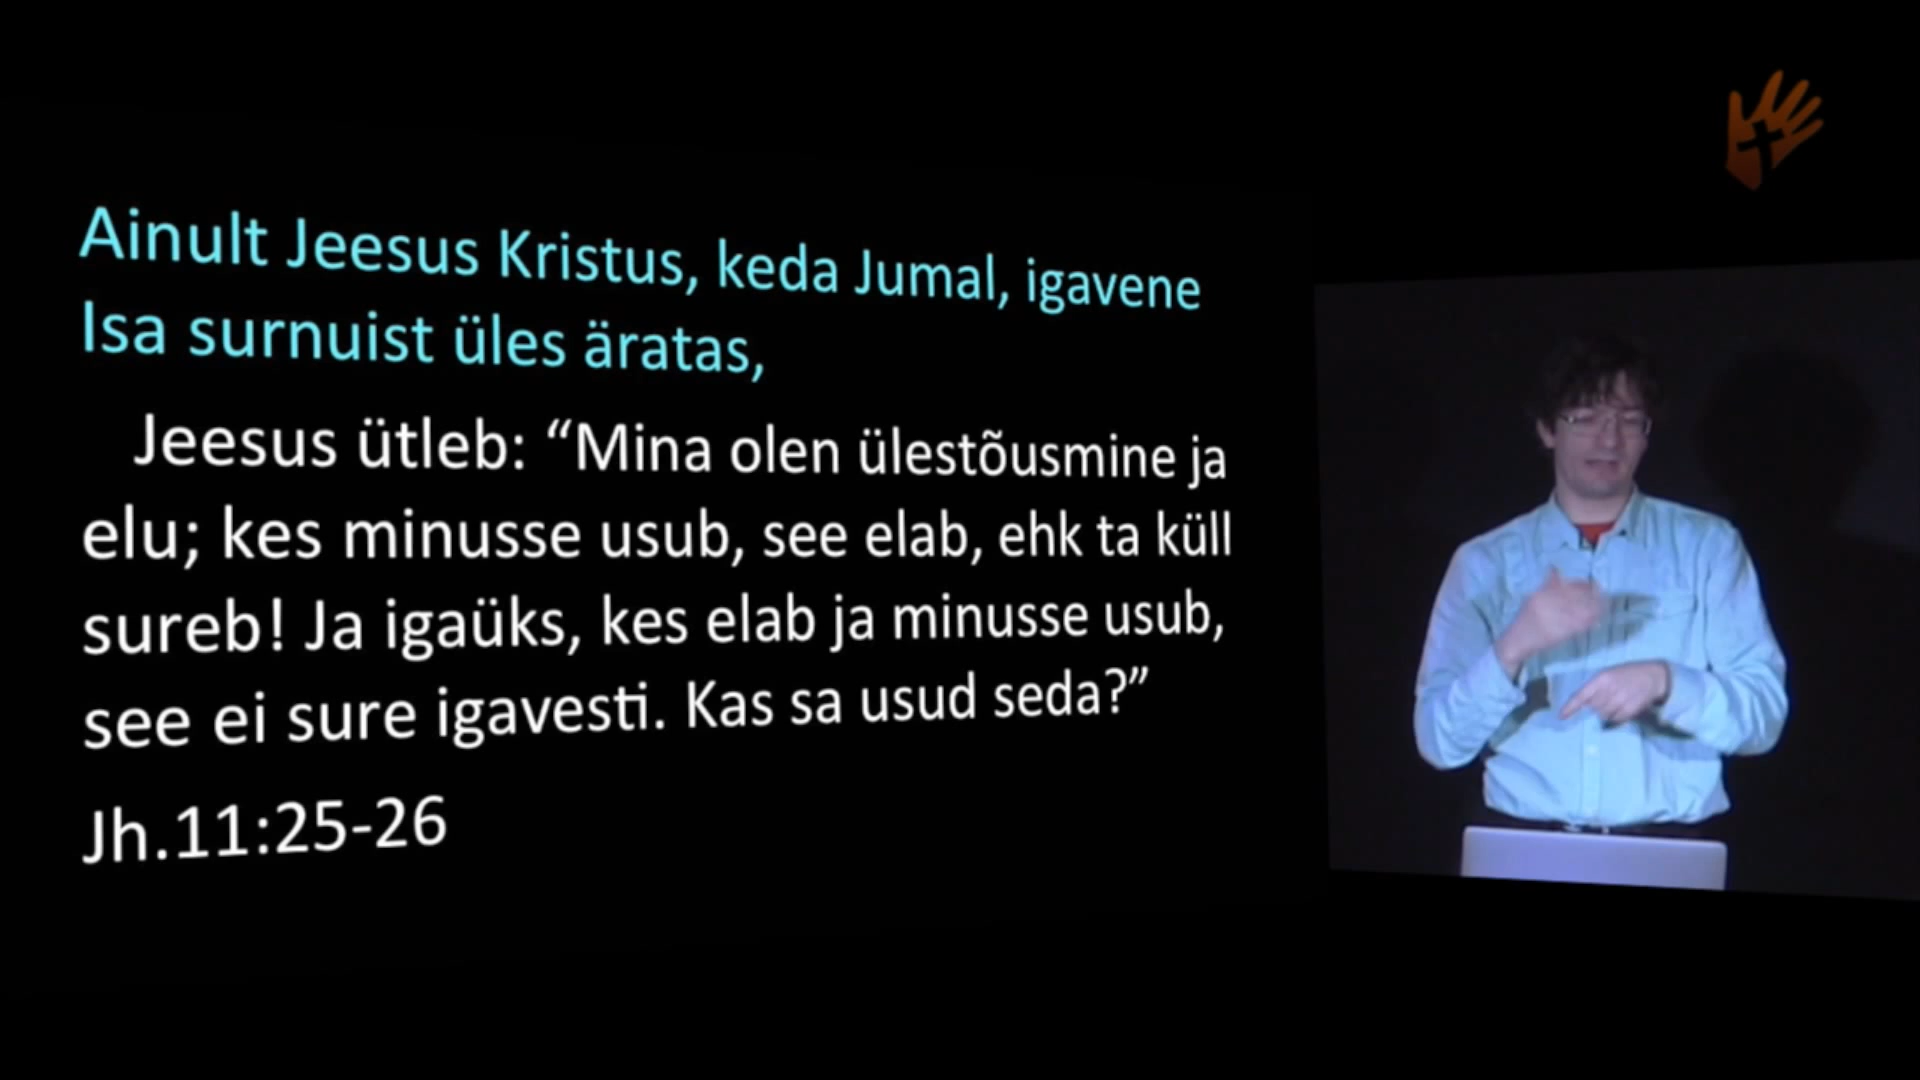 Ainult Jeesus Kristus, keda Jumal, igavene
Isa surnuist üles äratas,
Jeesus ütleb: “Mina olen ülestõusmine ja
elu; kes minusse usub, see elab, ehk ta küll
sureb! Ja igaüks, kes elab ja minusse usub,
see ei sure igavesti. Kas sa usud seda?”
Jh.11:25-26